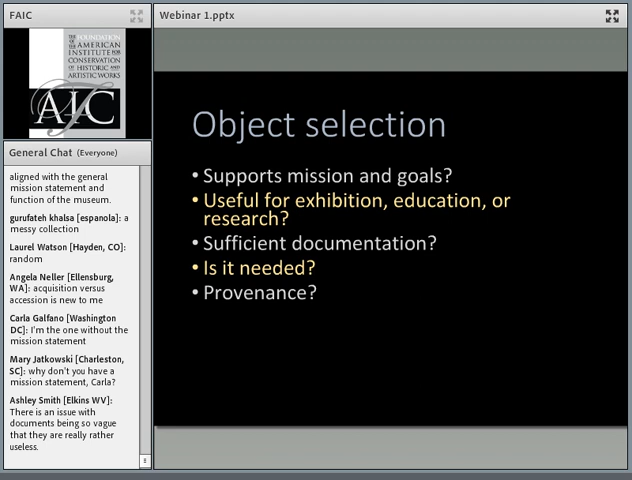 FAIC
THE FOUNDATION
OF THE
AMERICAN
INSTITUTE FOR
CONSERVATION
OF HISTORIC AND
ARTISTIC WORKS
AIC
General Chat (Everyone)
aligned with the general
mission statement and
function of the museum.
gurufateh khalsa [espanola]: a
messy collection
Laurel Watson [Hayden, CO]:
random
Angela Neller [Ellensburg,
WA]: acquisition versus
accession is new to me
Carla Galfano [Washington
DC]: I'm the one without the
mission statement
Mary Jatkowski [Charleston,
SC]: why don't you have a
mission statement, Carla?
Ashley Smith [Elkins WV]:
There is an issue with
documents being so vague
that they are really rather
useless.
Webinar 1.pptx
Object selection
• Supports mission and goals?
• Useful for exhibition, education, or
research?
• Sufficient documentation?
• Is it needed?
• Provenance?